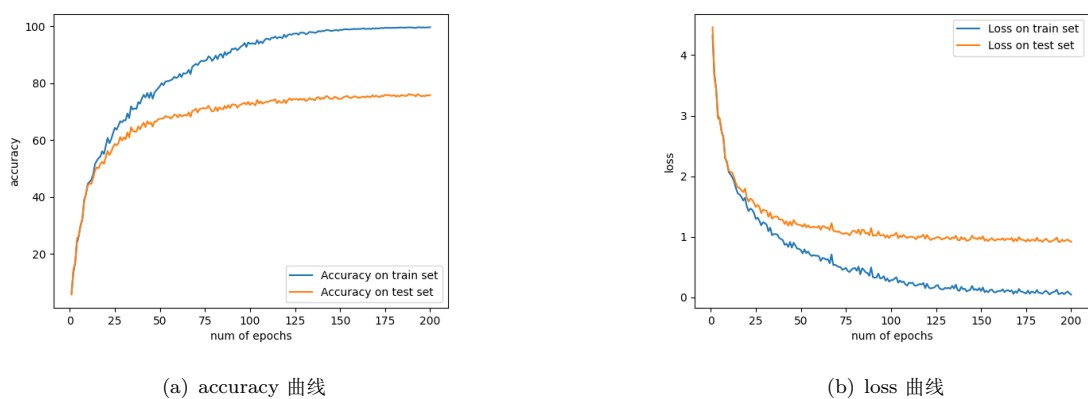 100
80
60
40
20
accuracy
0 25 50 75 100 125 150 175 200
num of epochs
Accuracy on train set
Accuracy on test set
(a) accuracy 曲线
4
3
2
1
0
loss
0 25 50 75 100 125 150 175 200
num of epochs
Loss on train set
Loss on test set
(b) loss 曲线